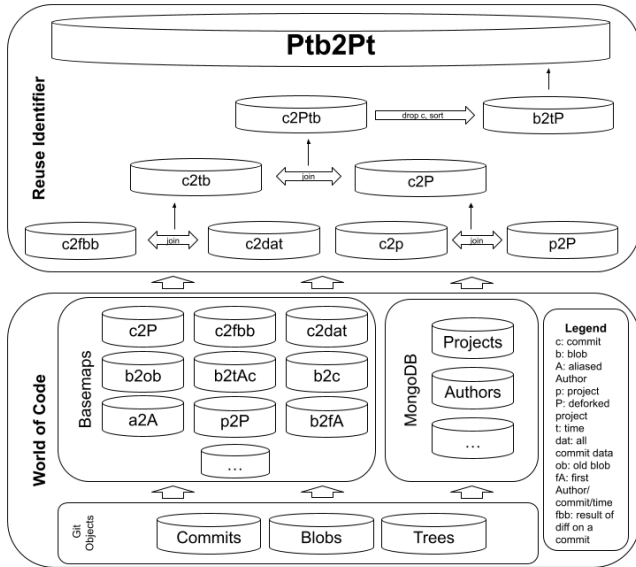 Ptb2Pt
Reuse Identifier
c2Ptb
drop c, sort
b2tP
c2tb
join
c2P
c2fbb
join
c2dat
c2p
join
p2P
World of Code
Basemaps
c2P
c2fbb
c2dat
b2ob
b2tAc
b2c
a2A
p2P
b2fA
...
MongoDB
Projects
Authors
...
Legend
c: commit
b: blob
A: aliased
Author
p: project
P: deforked
project
t: time
dat: all
commit data
ob: old blob
fA: first
Author/
commit/time
fbb: result of
diff on a
commit
Git
Objects
Commits
Blobs
Trees